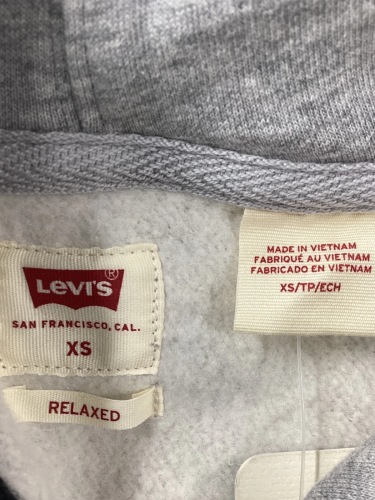 Levi's®
SAN FRANCISCO, CAL.
XS
RELAXED
MADE IN VIETNAM
FABRIQUÉ AU VIETNAM
FABRICADO EN VIETNAM
XS/TP/ECH